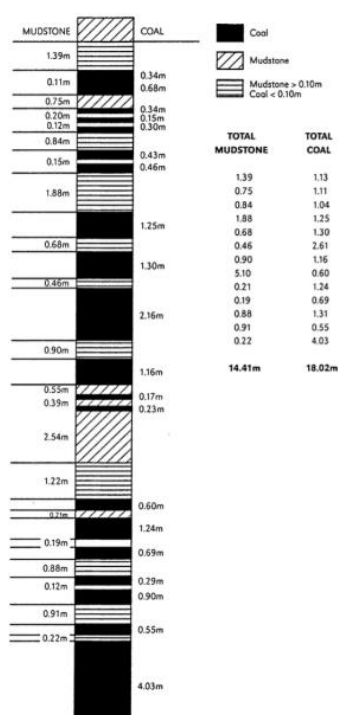 MUDSTONE COAL
Coal
Mudstone
Mudstone > 0.10m
Coal < 0.10m
1.39m
0.11m 0.34m
0.68m
0.75m 0.34m
0.20m 0.15m
0.12m 0.30m
0.84m
0.15m 0.43m
0.46m
1.88m
1.25m
0.68m
1.30m
0.46m
2.16m
0.90m
1.16m
0.55m 0.17m
0.39m 0.23m
2.54m
1.22m
0.60m
0.21m
1.24m
0.19m
0.69m
0.88m
0.29m
0.12m
0.90m
0.91m
0.55m
0.22m
4.03m
TOTAL TOTAL
MUDSTONE COAL
1.39 1.13
0.75 1.11
0.84 1.04
1.88 1.25
0.68 1.30
0.46 2.61
0.90 1.16
5.10 0.60
0.21 1.24
0.19 0.69
0.88 1.31
0.91 0.55
0.22 4.03
14.41m 18.02m